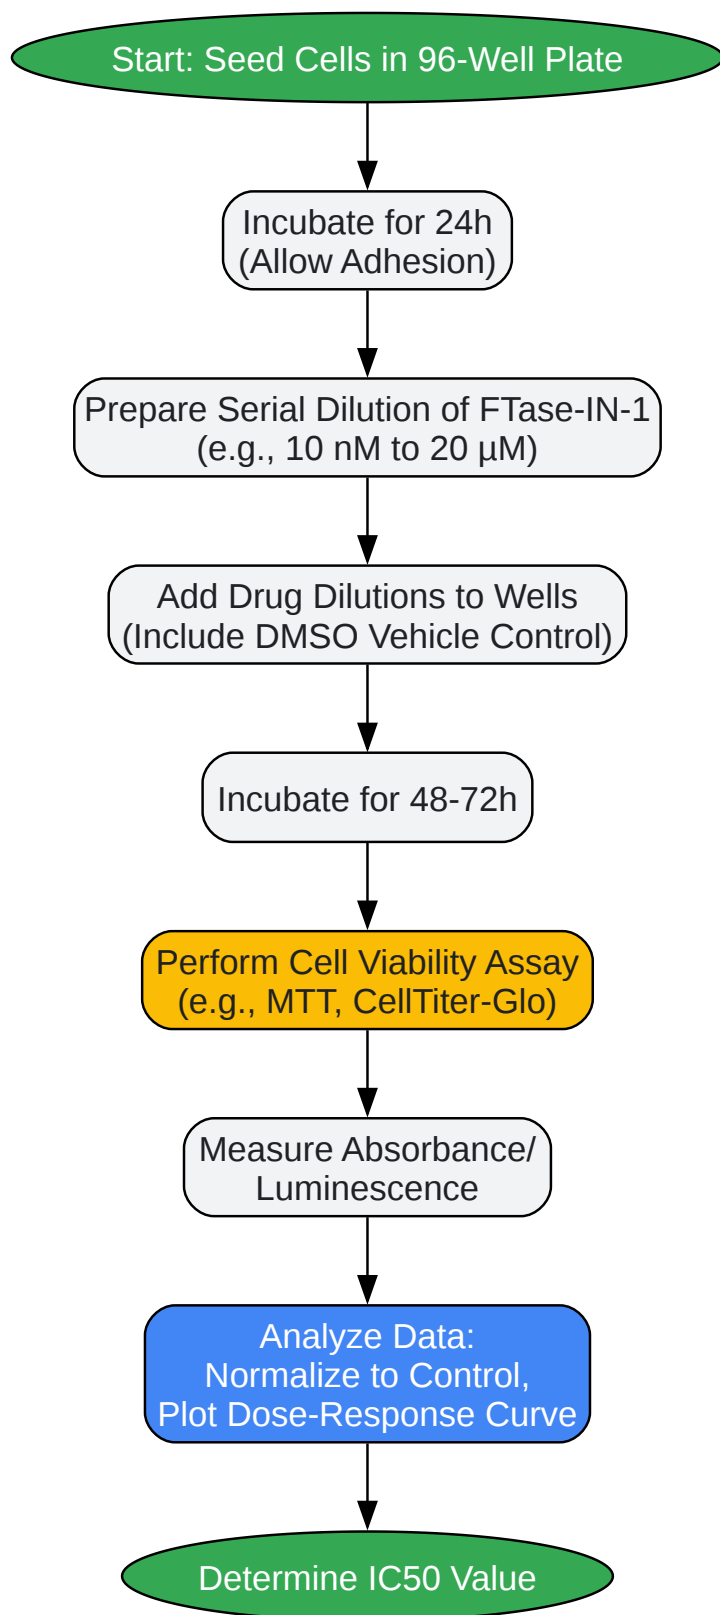 Start: Seed Cells in 96-Well Plate
Incubate for 24h
(Allow Adhesion)
Prepare Serial Dilution of FTase-IN-1
(e.g., 10 nM to 20 µM)
Add Drug Dilutions to Wells
(Include DMSO Vehicle Control)
Incubate for 48-72h
Perform Cell Viability Assay
(e.g., MTT, CellTiter-Glo)
Measure Absorbance/
Luminescence
Analyze Data:
Normalize to Control,
Plot Dose-Response Curve
Determine IC50 Value